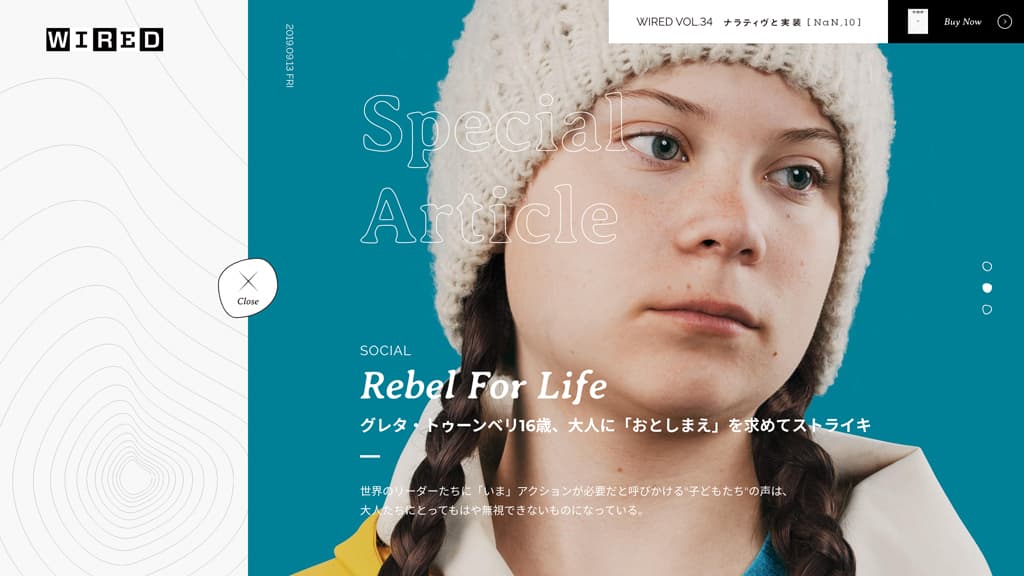 WIRED
2019.09.13 FRI
WIRED VOL.34 ナラティヴと実装 [ NaN,10 ]
Buy Now
Special
Article
Close
SOCIAL
Rebel For Life
グレタ・トゥーンベリ16歳、大人に「おとしまえ」を求めてストライキ
世界のリーダーたちに「いま」アクションが必要だと呼びかける"子どもたち"の声は、
大人たちにとってもはや無視できないものになっている。